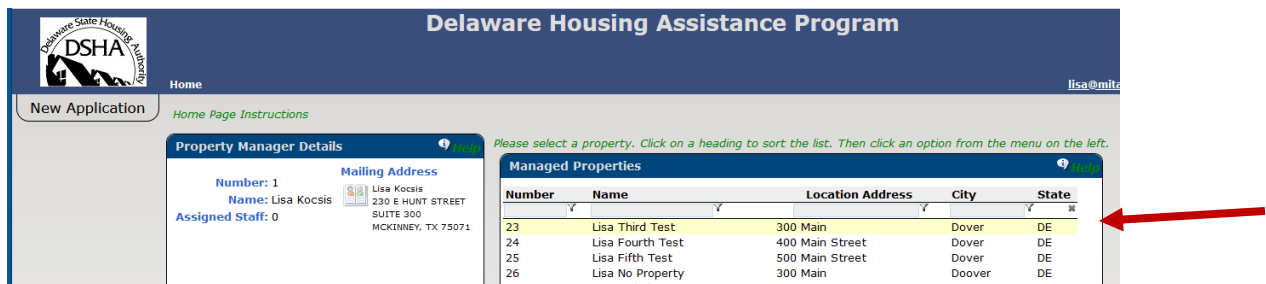 Delaware State Housing Authority
DSHA
Delaware Housing Assistance Program
Home
lisa@mita
New Application
Home Page Instructions
Property Manager Details
Help
Number: 1
Name: Lisa Kocsis
Assigned Staff: 0
Mailing Address
Lisa Kocsis
230 E HUNT STREET
SUITE 300
MCKINNEY, TX 75071
Please select a property. Click on a heading to sort the list. Then click an option from the menu on the left.
Managed Properties
Help
Number Name Location Address City State
23 Lisa Third Test 300 Main Dover DE
24 Lisa Fourth Test 400 Main Street Dover DE
25 Lisa Fifth Test 500 Main Street Dover DE
26 Lisa No Property 300 Main Doover DE